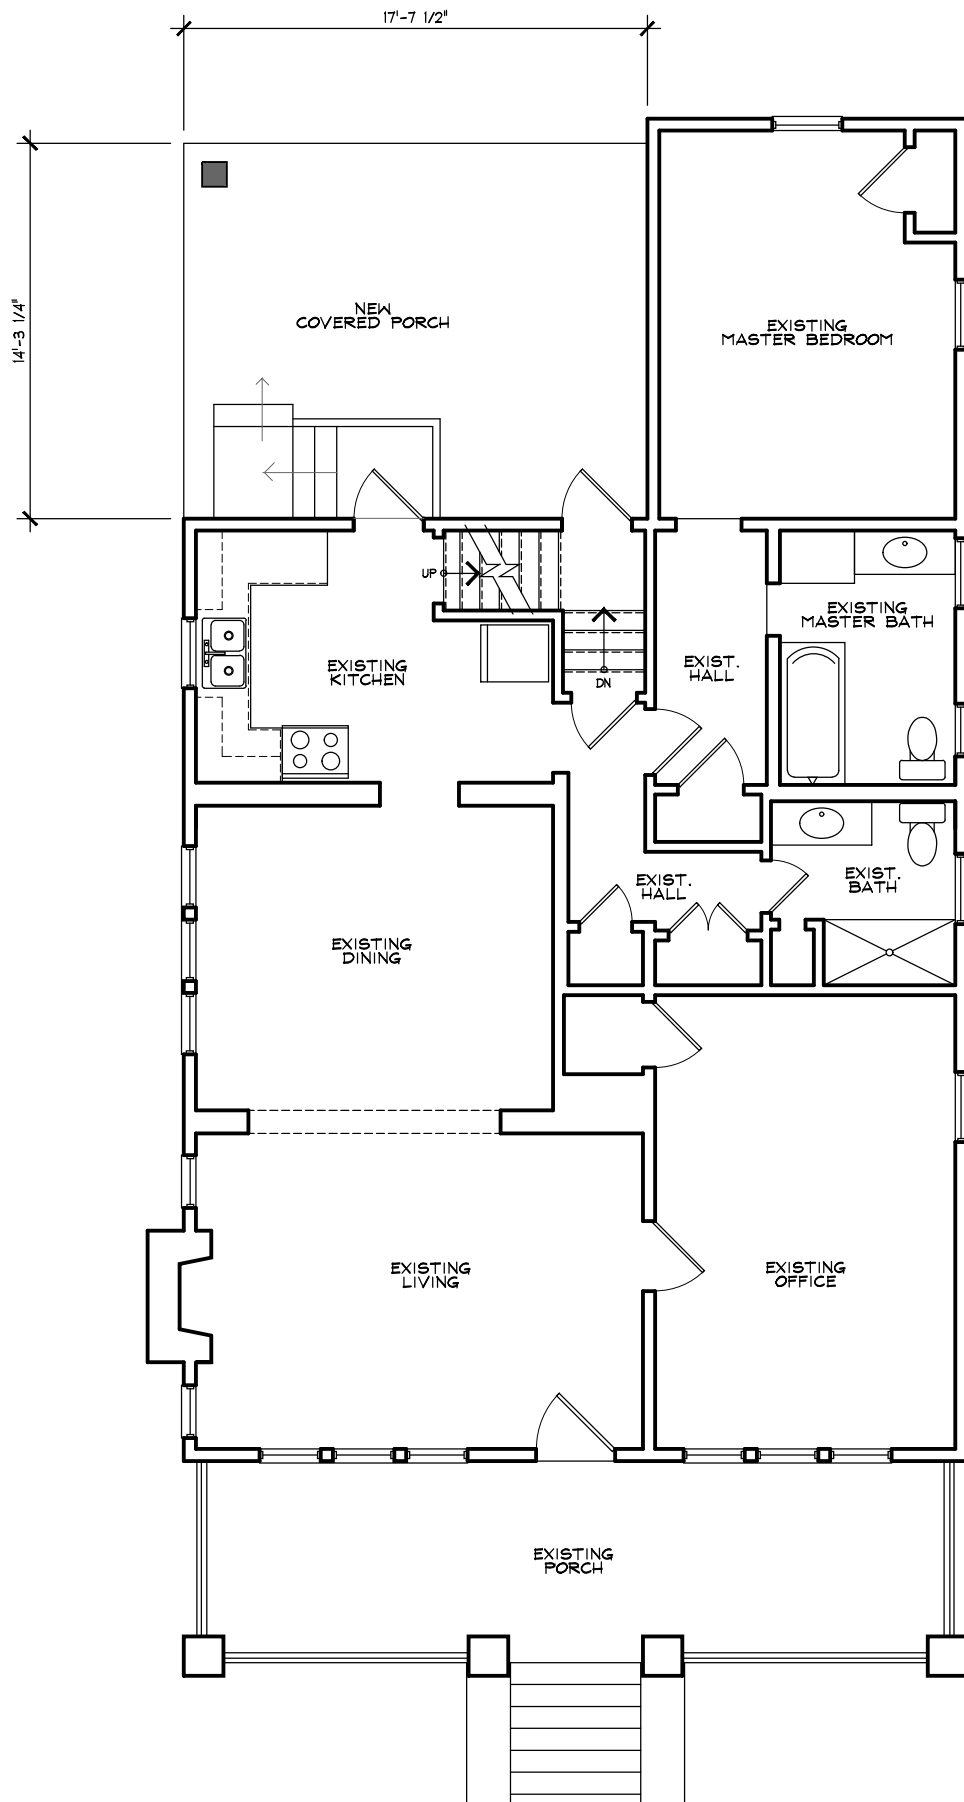 17'-7 1/2"
14'-3 1/4"
NEW
COVERED PORCH
EXISTING
MASTER BEDROOM
UP
EXISTING
KITCHEN
DN
EXIST.
HALL
EXISTING
MASTER BATH
EXIST.
HALL
EXIST.
BATH
EXISTING
DINING
EXISTING
LIVING
EXISTING
OFFICE
EXISTING
PORCH